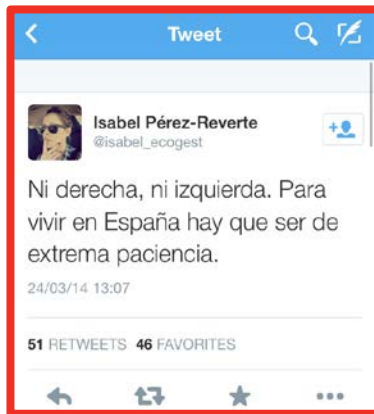 Tweet
Isabel Pérez-Reverte
@isabel_ecogest
Ni derecha, ni izquierda. Para
vivir en España hay que ser de
extrema paciencia.
24/03/14 13:07
51 RETWEETS 46 FAVORITES